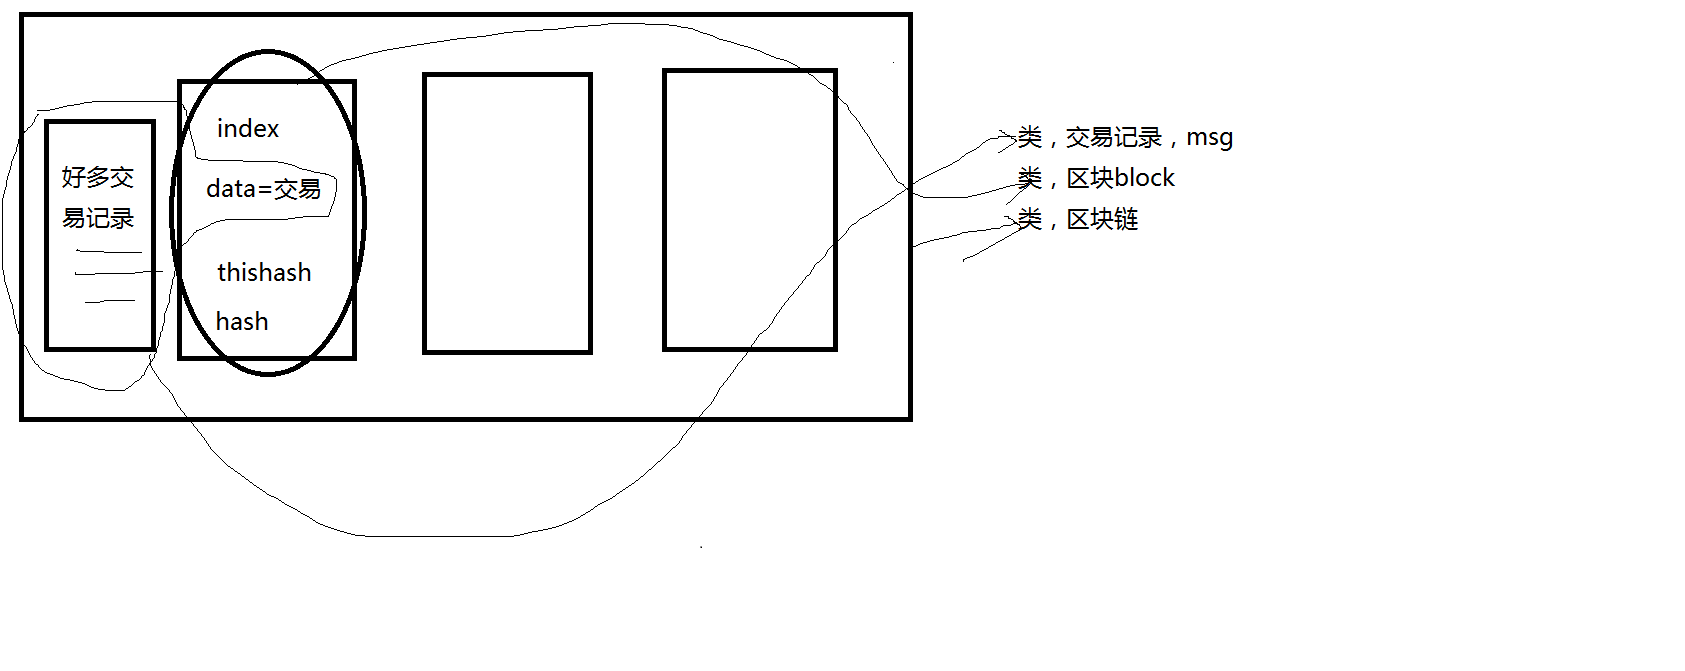 好多交
易记录
index
data=交易
thishash
hash
类，交易记录，msg
类，区块block
类，区块链